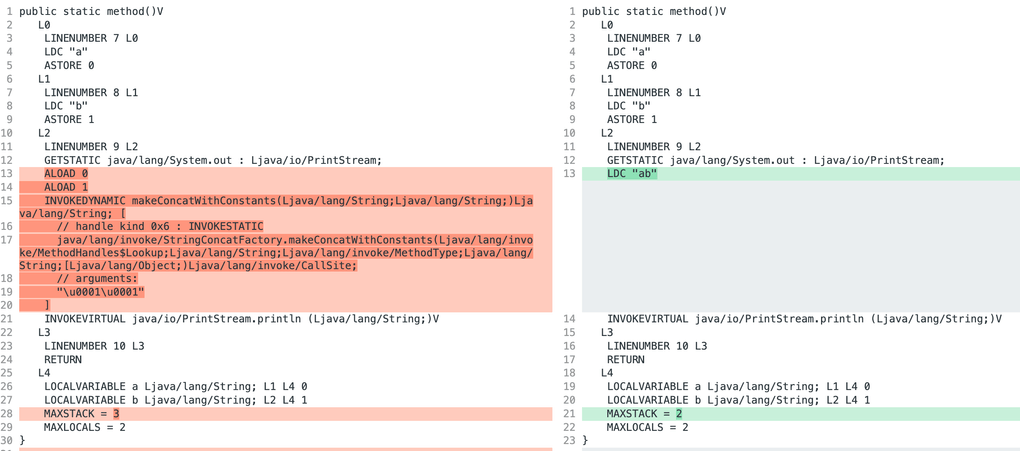 1 public static method()V
2 L0
3 LINENUMBER 7 L0
4 LDC "a"
5 ASTORE 0
6 L1
7 LINENUMBER 8 L1
8 LDC "b"
9 ASTORE 1
10 L2
11 LINENUMBER 9 L2
12 GETSTATIC java/lang/System.out : Ljava/io/PrintStream;
13 ALOAD 0
14 ALOAD 1
15 INVOKEDYNAMIC makeConcatWithConstants(Ljava/lang/String;Ljava/lang/String;)Lja
va/lang/String; [
16 // handle kind 0x6 : INVOKESTATIC
17 java/lang/invoke/StringConcatFactory.makeConcatWithConstants(Ljava/lang/invo
ke/MethodHandles$Lookup;Ljava/lang/String;Ljava/lang/invoke/MethodType;Ljava/lang/
String;[Ljava/lang/Object;)Ljava/lang/invoke/CallSite;
18 // arguments:
19 "\u0001\u0001"
20 ]
21 INVOKEVIRTUAL java/io/PrintStream.println (Ljava/lang/String;)V
22 L3
23 LINENUMBER 10 L3
24 RETURN
25 L4
26 LOCALVARIABLE a Ljava/lang/String; L1 L4 0
27 LOCALVARIABLE b Ljava/lang/String; L2 L4 1
28 MAXSTACK = 3
29 MAXLOCALS = 2
30 }
1 public static method()V
2 L0
3 LINENUMBER 7 L0
4 LDC "a"
5 ASTORE 0
6 L1
7 LINENUMBER 8 L1
8 LDC "b"
9 ASTORE 1
10 L2
11 LINENUMBER 9 L2
12 GETSTATIC java/lang/System.out : Ljava/io/PrintStream;
13 LDC "ab"
14 INVOKEVIRTUAL java/io/PrintStream.println (Ljava/lang/String;)V
15 L3
16 LINENUMBER 10 L3
17 RETURN
18 L4
19 LOCALVARIABLE a Ljava/lang/String; L1 L4 0
20 LOCALVARIABLE b Ljava/lang/String; L2 L4 1
21 MAXSTACK = 2
22 MAXLOCALS = 2
23 }